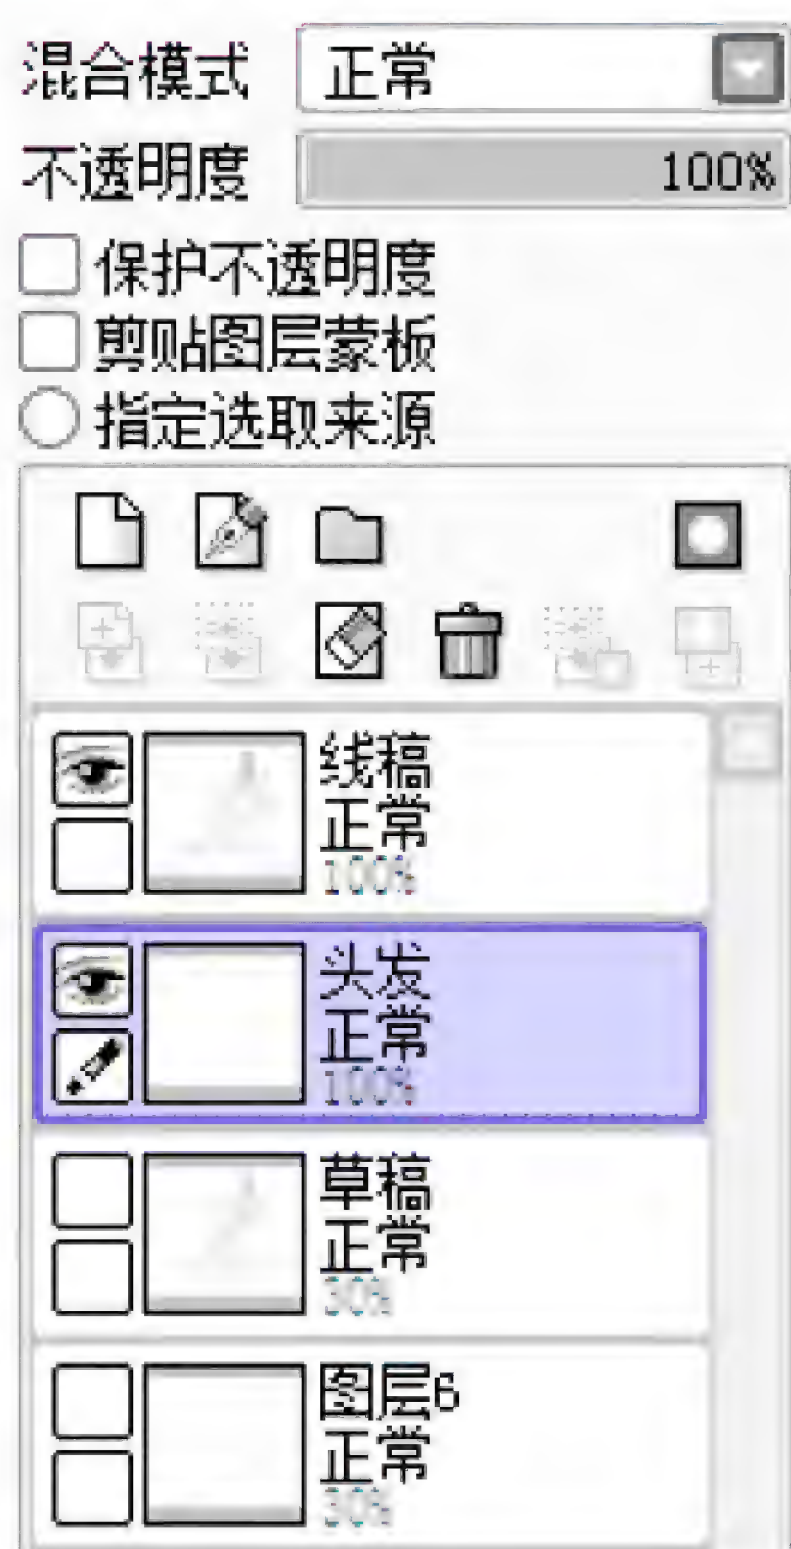 混合模式 正常
不透明度 100%
保护不透明度
剪贴图层蒙板
指定选取来源
线稿
正常
100%
头发
正常
100%
草稿
正常
30%
图层6
正常
30%